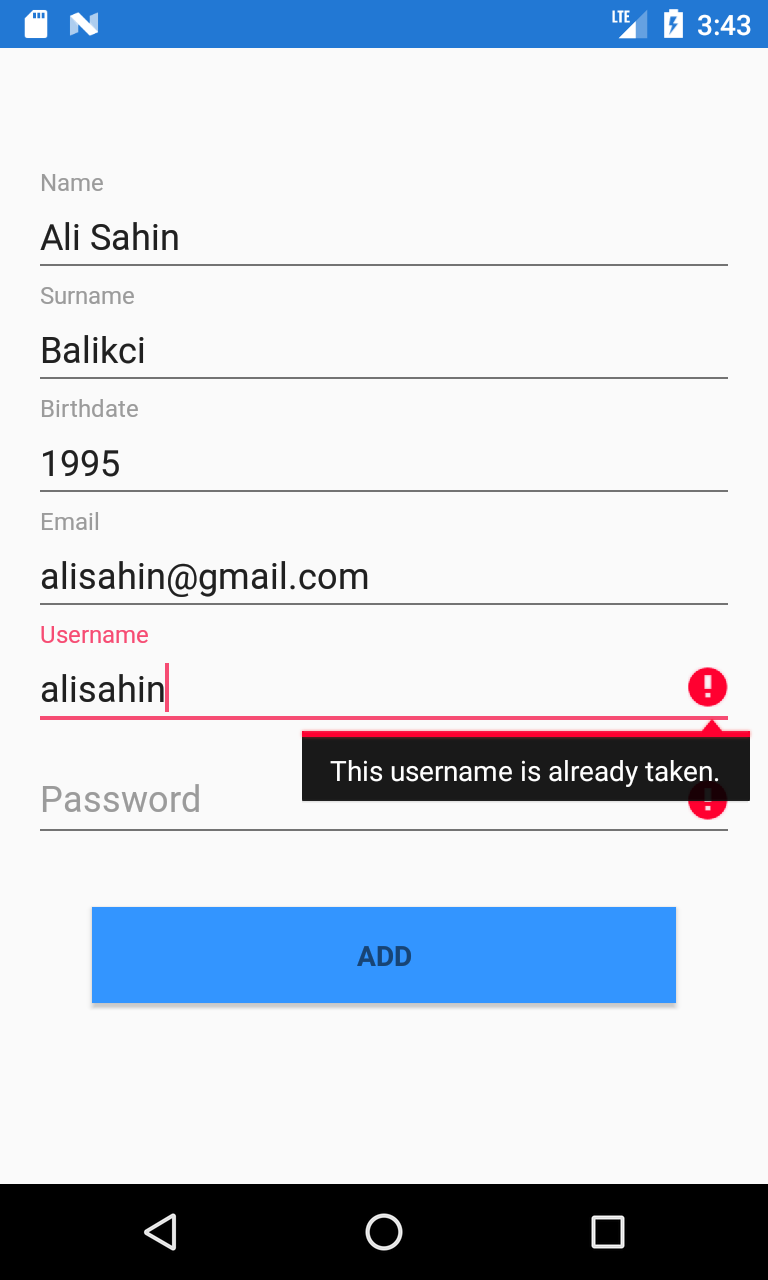 LTE 3:43
Name
Ali Sahin
Surname
Balikci
Birthdate
1995
Email
alisahin@gmail.com
Username
alisahin
This username is already taken.
Password
ADD